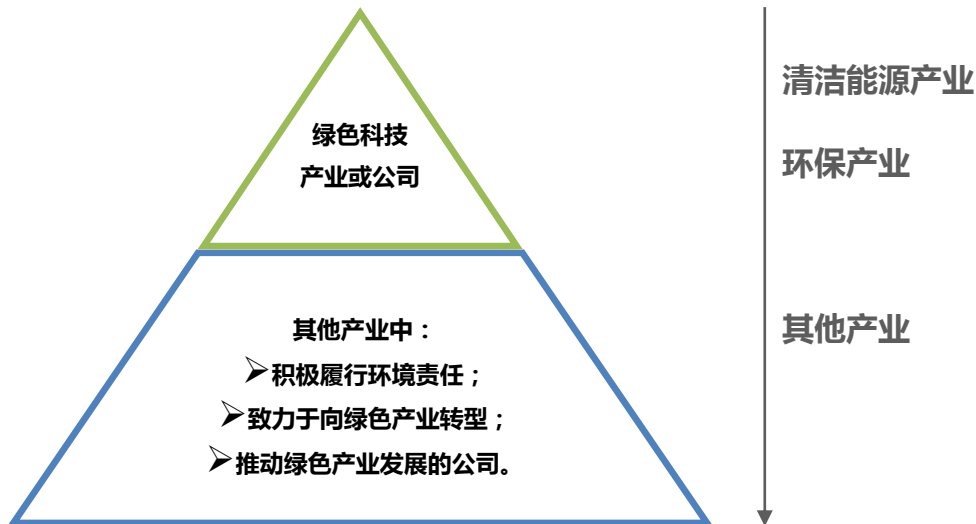 绿色科技
产业或公司
其他产业中：
➢积极履行环境责任；
➢致力于向绿色产业转型；
➢推动绿色产业发展的公司。
清洁能源产业
环保产业
其他产业